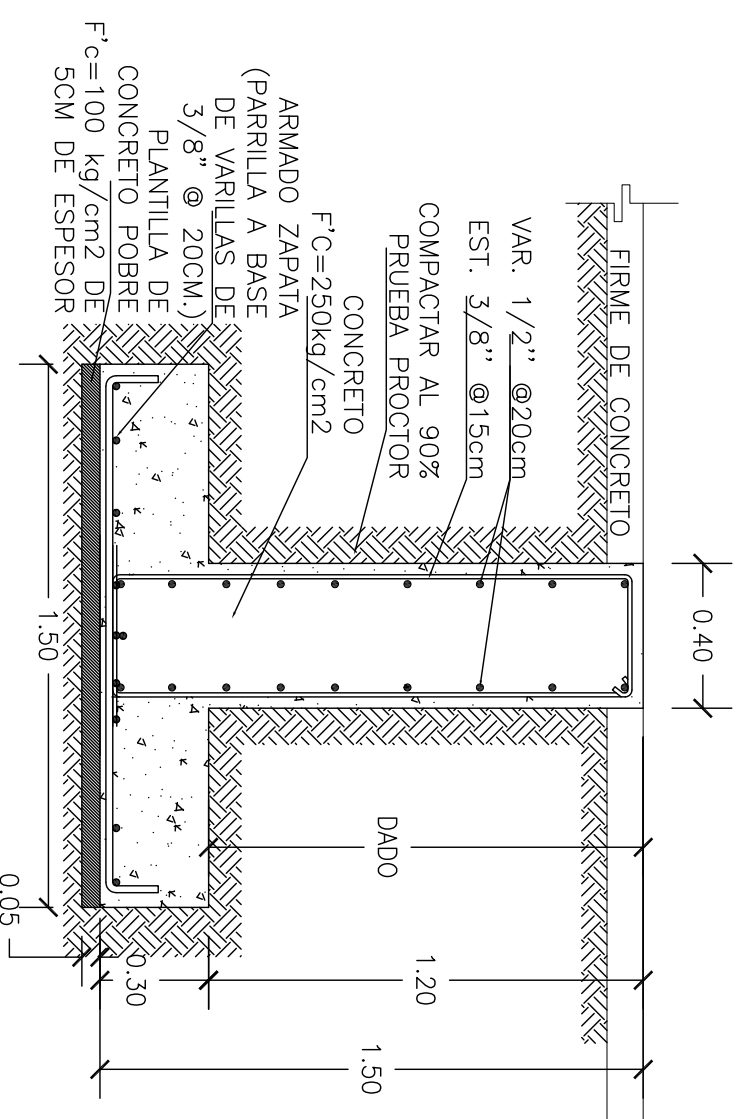 FIRME DE CONCRETO
VAR. 1/2'' @20cm
EST. 3/8'' @15cm
COMPACTAR AL 90%
PRUEBA PROCTOR
CONCRETO
F'C=250kg/cm2
ARMADO ZAPATA
(PARRILLA A BASE
DE VARILLAS DE
3/8" @ 20CM.)
PLANTILLA DE
CONCRETO POBRE
F'c=100 kg/cm2 DE
5CM DE ESPESOR
0.40
DADO
1.20
1.50
0.30
0.05
1.50